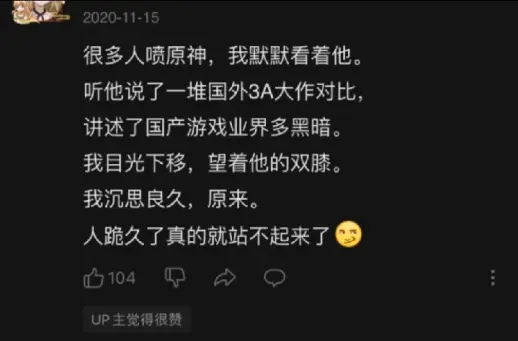 2020-11-15
很多人喷原神，我默默看着他。
听他说了一堆国外3A大作对比，
讲述了国产游戏业界多黑暗。
我目光下移，望着他的双膝。
我沉思良久，原来。
人跪久了真的就站不起来了
104
UP主觉得很赞